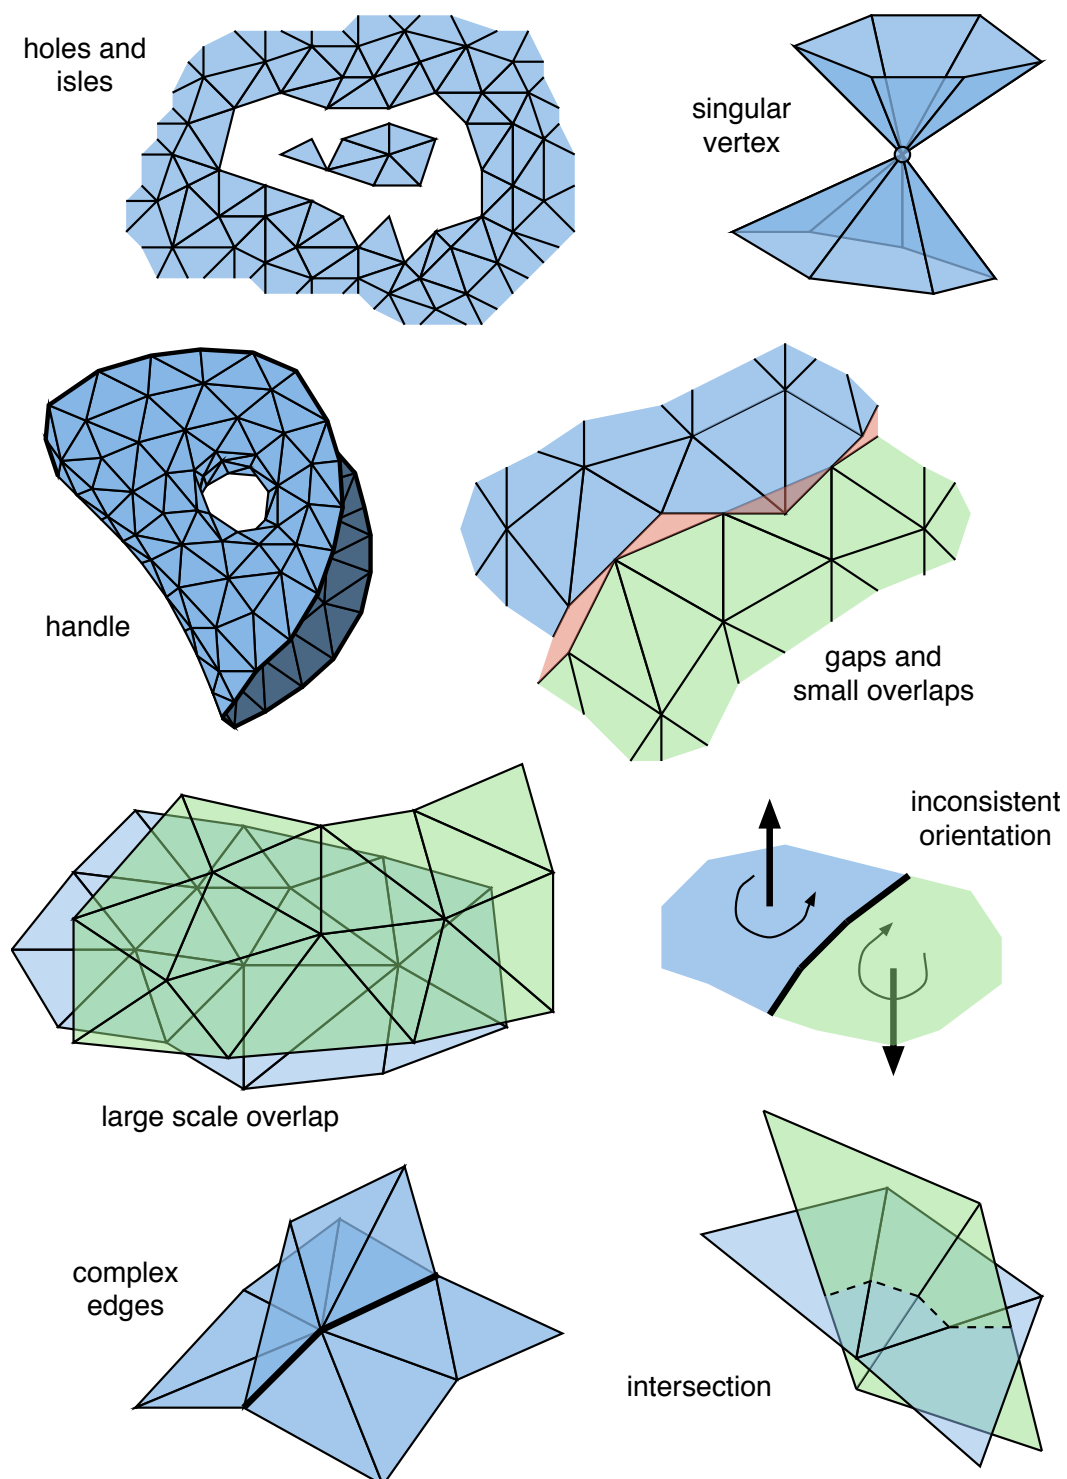 holes and
isles
singular
vertex
handle
gaps and
small overlaps
large scale overlap
inconsistent
orientation
complex
edges
intersection